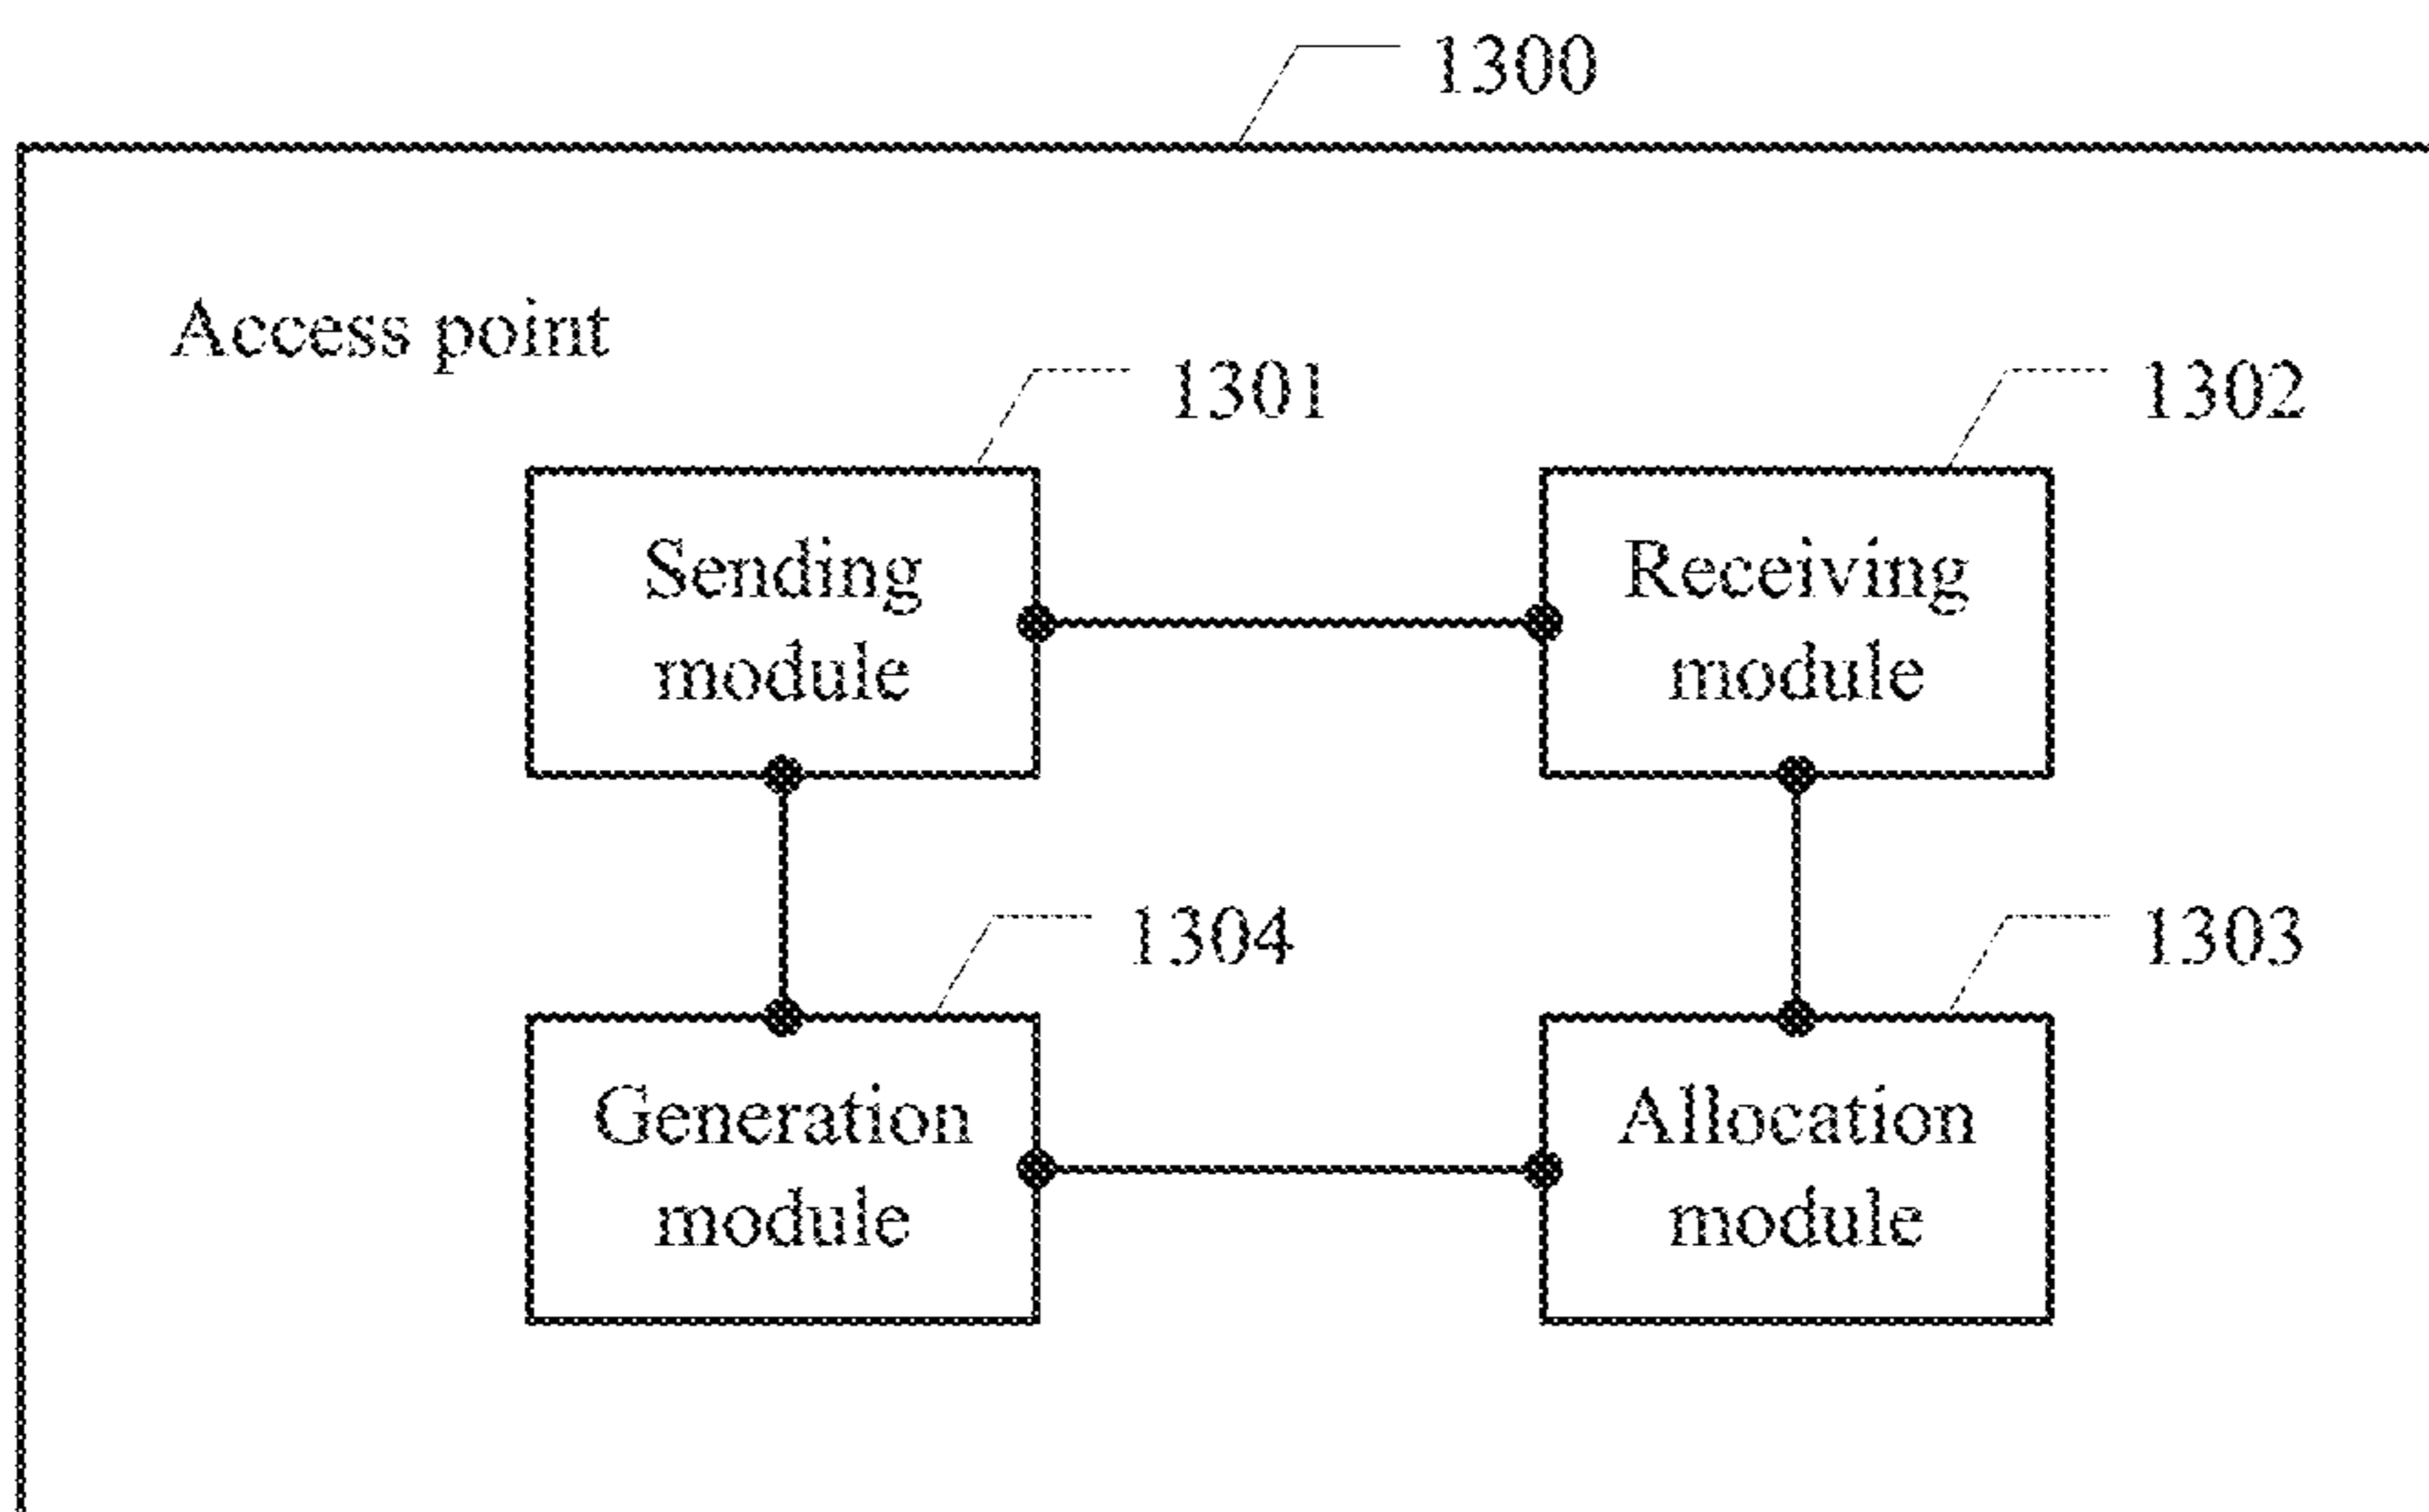 1300
Access point
1301
1302
Sending
module
Receiving
module
1304
1303
Generation
module
Allocation
module